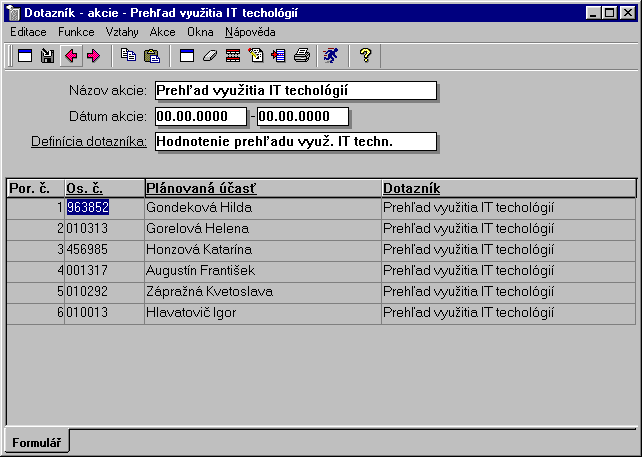 Dotazník - akcie - Prehľad využitia IT techológií
Editace Funkce Vztahy Akce Okna Nápověda
Názov akcie: Prehľad využitia IT techológií
Dátum akcie: 00.00.0000 - 00.00.0000
Definícia dotazníka: Hodnotenie prehľadu využ. IT techn.
Por. č. Os. č. Plánovaná účasť Dotazník
1 963852 Gondeková Hilda Prehľad využitia IT techológií
2 010313 Gorelová Helena Prehľad využitia IT techológií
3 456985 Honzová Katarína Prehľad využitia IT techológií
4 001317 Augustín František Prehľad využitia IT techológií
5 010292 Zápražná Kvetoslava Prehľad využitia IT techológií
6 010013 Hlavatovič Igor Prehľad využitia IT techológií
Formulář